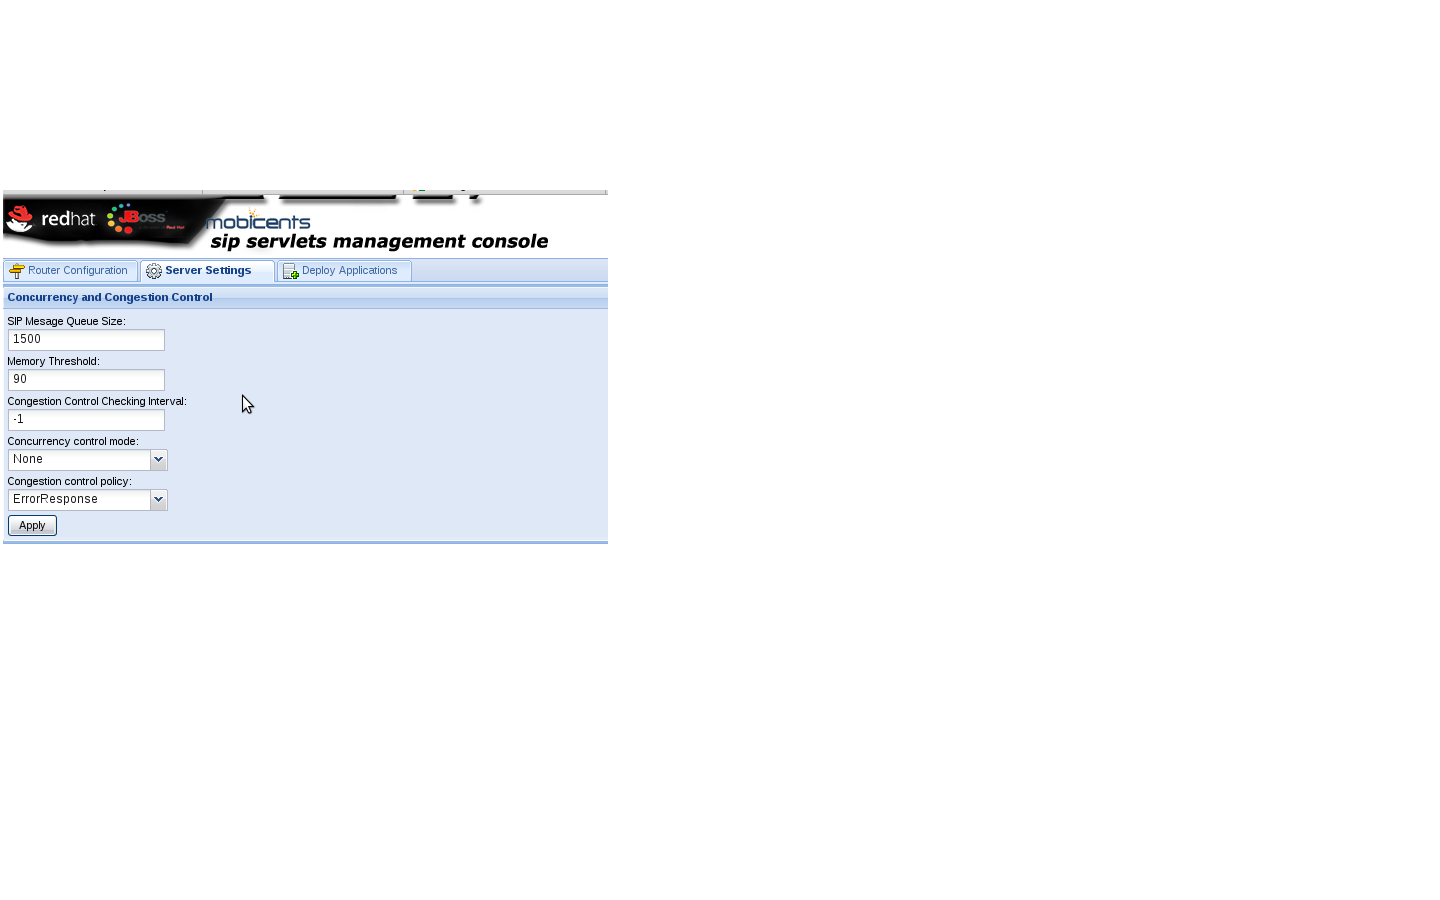 redhat JBoss
mobicents
sip servlets management console
Router Configuration
Server Settings
Deploy Applications
Concurrency and Congestion Control
SIP Mesage Queue Size:
1500
Memory Threshold:
90
Congestion Control Checking Interval:
-1
Concurrency control mode:
None
Congestion control policy:
ErrorResponse
Apply